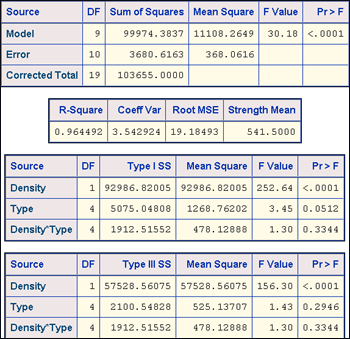 Source DF Sum of Squares Mean Square F Value Pr > F
Model 9 99974.3837 11108.2649 30.18 <.0001
Error 10 3680.6163 368.0616
Corrected Total 19 103655.0000
R-Square Coeff Var Root MSE Strength Mean
0.964492 3.542924 19.18493 541.5000
Source DF Type I SS Mean Square F Value Pr > F
Density 1 92986.82005 92986.82005 252.64 <.0001
Type 4 5075.04808 1268.76202 3.45 0.0512
Density*Type 4 1912.51552 478.12888 1.30 0.3344
Source DF Type III SS Mean Square F Value Pr > F
Density 1 57528.56075 57528.56075 156.30 <.0001
Type 4 2100.54828 525.13707 1.43 0.2946
Density*Type 4 1912.51552 478.12888 1.30 0.3344